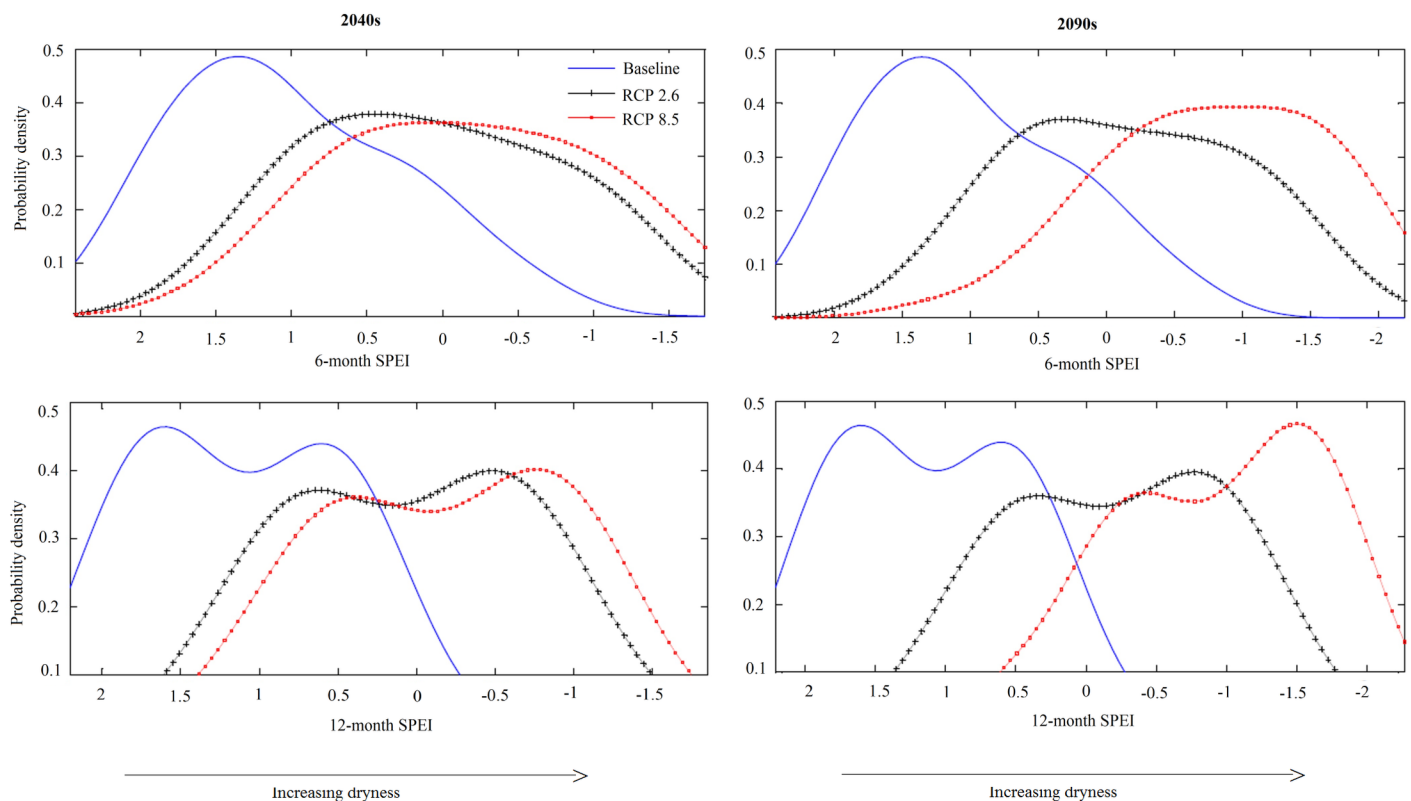 2040s
2090s
0.5
0.4
0.3
0.2
0.1
Probability density
Baseline
RCP 2.6
RCP 8.5
2 1.5 1 0.5 0 -0.5 -1 -1.5
6-month SPEI
0.5
0.4
0.3
0.2
0.1
2 1.5 1 0.5 0 -0.5 -1 -1.5 -2
6-month SPEI
0.5
0.4
0.3
0.2
0.1
Probability density
2 1.5 1 0.5 0 -0.5 -1 -1.5
12-month SPEI
0.5
0.4
0.3
0.2
0.1
2 1.5 1 0.5 0 -0.5 -1 -1.5 -2
12-month SPEI
Increasing dryness
Increasing dryness